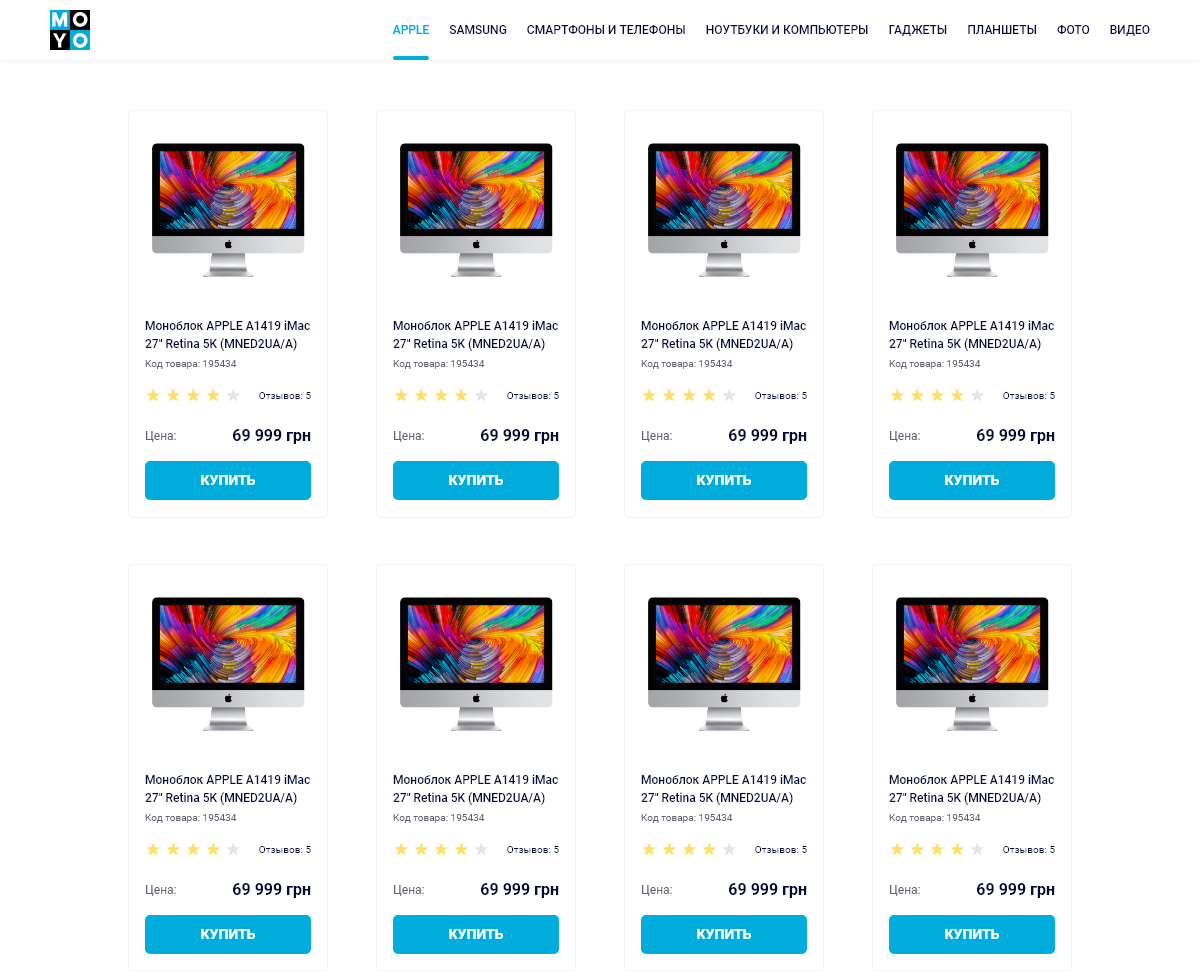 MO
YO
APPLE SAMSUNG СМАРТФОНЫ И ТЕЛЕФОНЫ НОУТБУКИ И КОМПЬЮТЕРЫ ГАДЖЕТЫ ПЛАНШЕТЫ ФОТО ВИДЕО
Моноблок APPLE A1419 iMac
27" Retina 5K (MNED2UA/A)
Код товара: 195434
Отзывов: 5
Цена: 69 999 грн
КУПИТЬ
Моноблок APPLE A1419 iMac
27" Retina 5K (MNED2UA/A)
Код товара: 195434
Отзывов: 5
Цена: 69 999 грн
КУПИТЬ
Моноблок APPLE A1419 iMac
27" Retina 5K (MNED2UA/A)
Код товара: 195434
Отзывов: 5
Цена: 69 999 грн
КУПИТЬ
Моноблок APPLE A1419 iMac
27" Retina 5K (MNED2UA/A)
Код товара: 195434
Отзывов: 5
Цена: 69 999 грн
КУПИТЬ
Моноблок APPLE A1419 iMac
27" Retina 5K (MNED2UA/A)
Код товара: 195434
Отзывов: 5
Цена: 69 999 грн
КУПИТЬ
Моноблок APPLE A1419 iMac
27" Retina 5K (MNED2UA/A)
Код товара: 195434
Отзывов: 5
Цена: 69 999 грн
КУПИТЬ
Моноблок APPLE A1419 iMac
27" Retina 5K (MNED2UA/A)
Код товара: 195434
Отзывов: 5
Цена: 69 999 грн
КУПИТЬ
Моноблок APPLE A1419 iMac
27" Retina 5K (MNED2UA/A)
Код товара: 195434
Отзывов: 5
Цена: 69 999 грн
КУПИТЬ